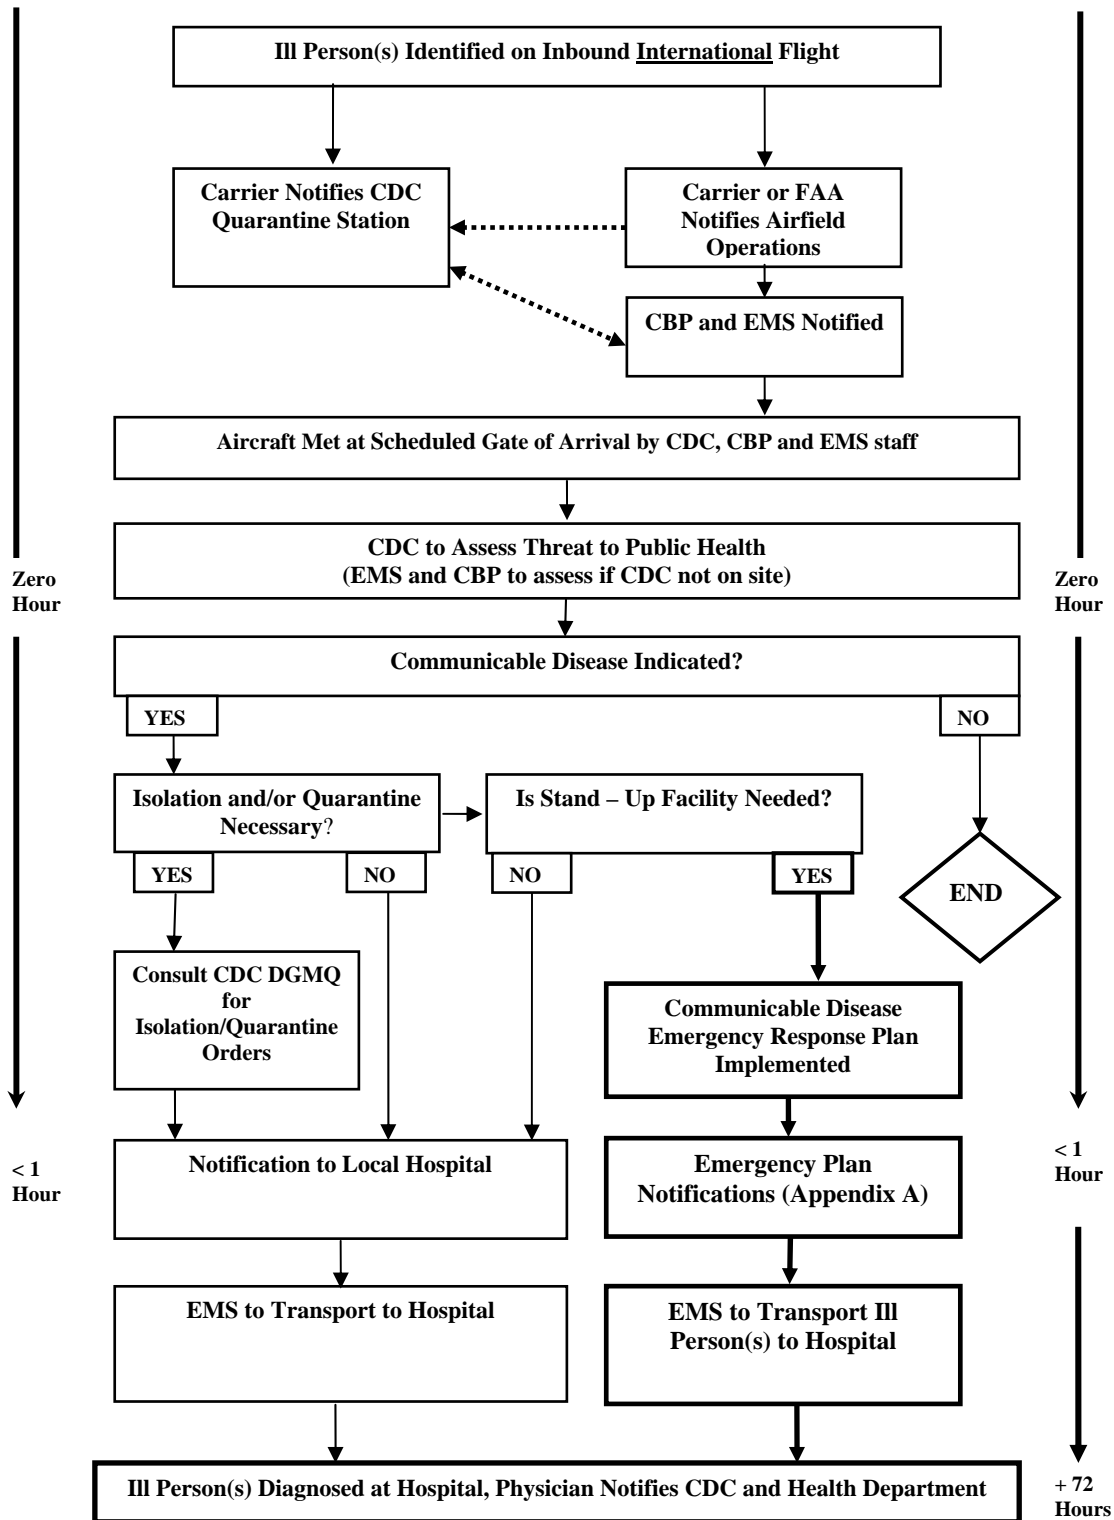 Ill Person(s) Identified on Inbound International Flight
Carrier Notifies CDC
Quarantine Station
Carrier or FAA
Notifies Airfield
Operations
CBP and EMS Notified
Aircraft Met at Scheduled Gate of Arrival by CDC, CBP and EMS staff
CDC to Assess Threat to Public Health
(EMS and CBP to assess if CDC not on site)
Zero
Hour
Zero
Hour
Communicable Disease Indicated?
YES
NO
Isolation and/or Quarantine
Necessary?
Is Stand – Up Facility Needed?
YES
NO
NO
YES
END
Consult CDC DGMQ
for
Isolation/Quarantine
Orders
Communicable Disease
Emergency Response Plan
Implemented
< 1
Hour
Notification to Local Hospital
Emergency Plan
Notifications (Appendix A)
< 1
Hour
EMS to Transport to Hospital
EMS to Transport Ill
Person(s) to Hospital
Ill Person(s) Diagnosed at Hospital, Physician Notifies CDC and Health Department
+ 72
Hours